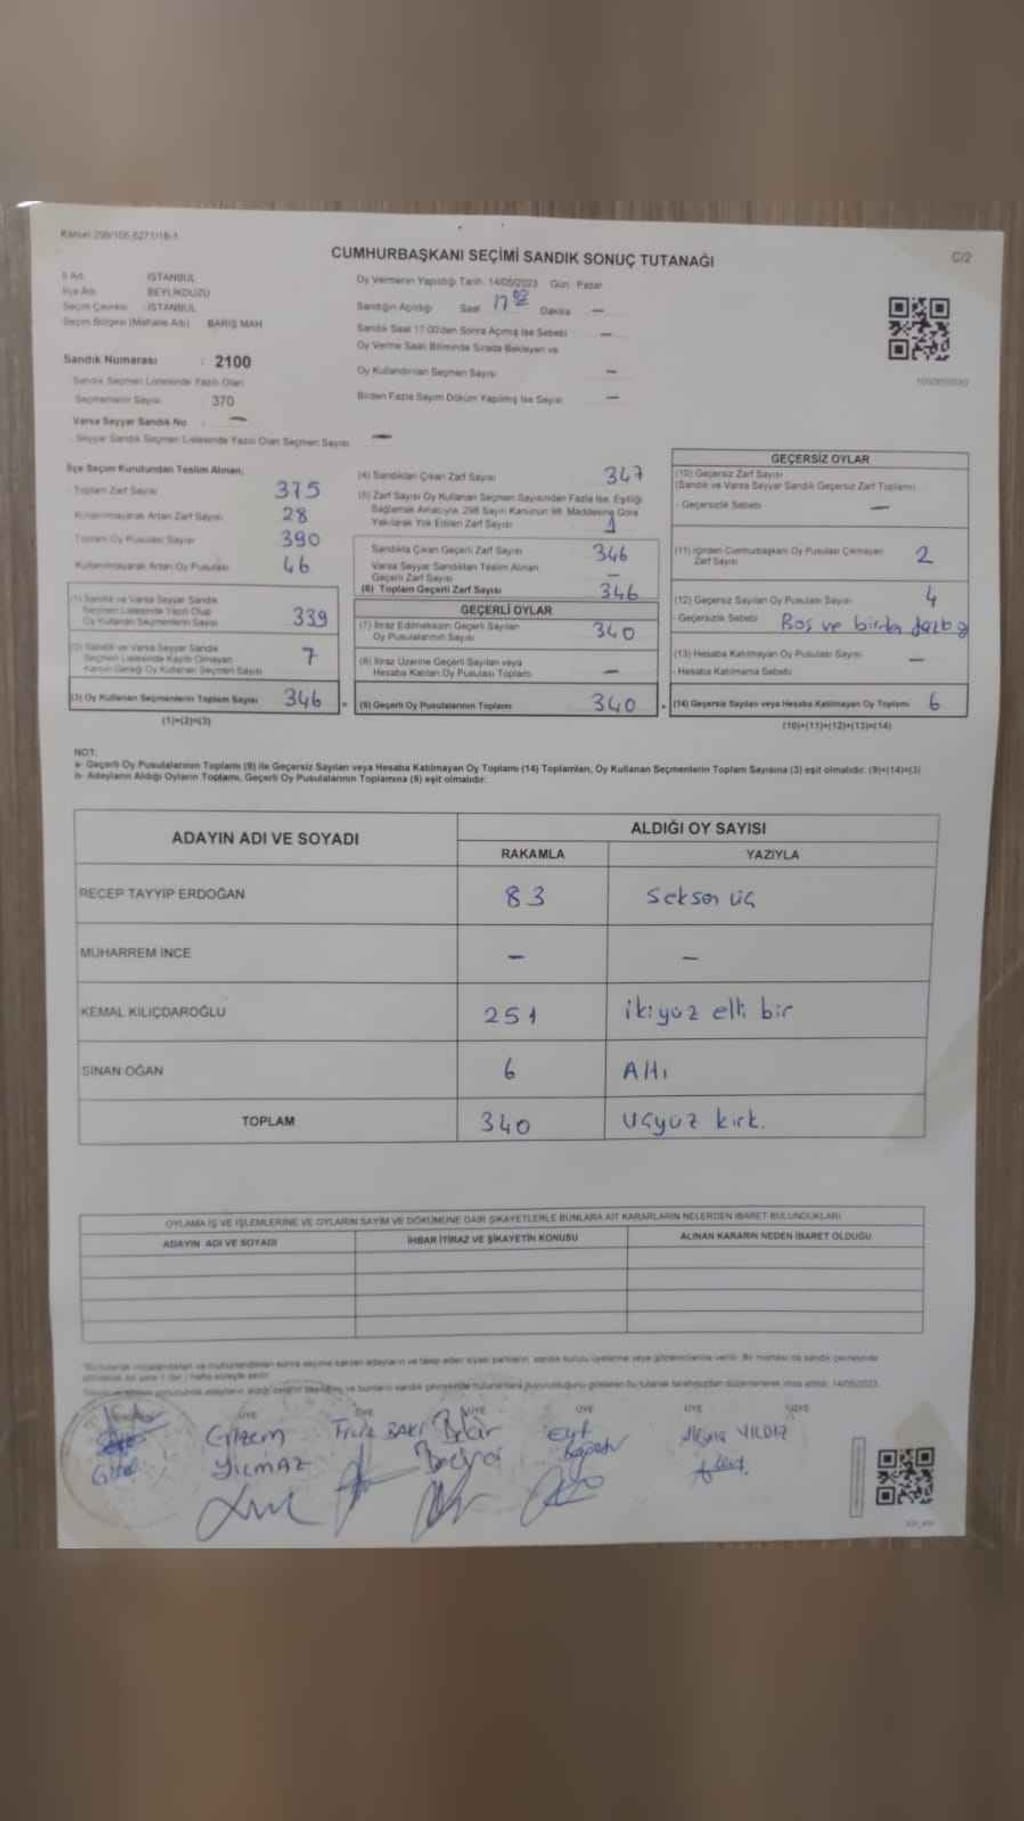 CUMHURBAŞKANI SEÇİMİ SANDIK SONUÇ TUTANAĞI
C/2
İl Adı İSTANBUL
İlçe Adı BEYLİKDÜZÜ
Seçim Çevresi İSTANBUL
Seçim Bölgesi (Mahalle Adı) BARIŞ MAH
Sandık Numarası : 2100
Sandık Seçmen Listesinde Yazılı Olan
Seçmenlerin Sayısı 370
Varsa Seyyar Sandık No : —
Seyyar Sandık Seçmen Listesinde Yazılı Olan Seçmen Sayısı —
Oy Vermenin Yapıldığı Tarih: 14/05/2023 Gün: Pazar
Sandığın Açıldığı Saat 17 02 Dakika —
Sandık Saat 17:00'den Sonra Açılmış İse Sebebi —
Oy Verme Saati Bitiminde Sırada Bekleyen ve
Oy Kullandırılan Seçmen Sayısı —
Birden Fazla Sayım Döküm Yapılmış İse Sayısı —
İlçe Seçim Kurulundan Teslim Alınan;
Toplam Zarf Sayısı 375
Kullanılmayarak Artan Zarf Sayısı 28
Toplam Oy Pusulası Sayısı 390
Kullanılmayarak Artan Oy Pusulası 46
(1) Sandık ve Varsa Seyyar Sandık
Seçmen Listesinde Yazılı Olup
Oy Kullanan Seçmenlerin Sayısı 339
(2) Sandık ve Varsa Seyyar Sandık
Seçmen Listesinde Kayıtlı Olmayan
Kanun Gereği Oy Kullanan Seçmen Sayısı 7
(3) Oy Kullanan Seçmenlerin Toplam Sayısı 346
(1)+(2)=(3)
(4) Sandıktan Çıkan Zarf Sayısı 347
(5) Zarf Sayısı Oy Kullanan Seçmen Sayısından Fazla İse, Eşitliği
Sağlamak Amacıyla, 298 Sayılı Kanunun 98. Maddesine Göre
Yakılarak Yok Edilen Zarf Sayısı 1
Sandıkta Çıkan Geçerli Zarf Sayısı 346
Varsa Seyyar Sandıktan Teslim Alınan
Geçerli Zarf Sayısı —
(6) Toplam Geçerli Zarf Sayısı 346
GEÇERLİ OYLAR
(7) İtiraz Edilmeksizin Geçerli Sayılan
Oy Pusulalarının Sayısı 340
(8) İtiraz Üzerine Geçerli Sayılan veya
Hesaba Katılan Oy Pusulası Toplamı —
(9) Geçerli Oy Pusulalarının Toplamı 340
GEÇERSİZ OYLAR
(10) Geçersiz Zarf Sayısı
(Sandık ve Varsa Seyyar Sandık Geçersiz Zarf Toplamı)
- Geçersizlik Sebebi —
(11) İçinden Cumhurbaşkanı Oy Pusulası Çıkmayan
Zarf Sayısı 2
(12) Geçersiz Sayılan Oy Pusulası Sayısı 4
- Geçersizlik Sebebi Boş ve birden fazla
(13) Hesaba Katılmayan Oy Pusulası Sayısı —
- Hesaba Katılmama Sebebi
(14) Geçersiz Sayılan veya Hesaba Katılmayan Oy Toplamı 6
(10)+(11)+(12)+(13)=(14)
NOT:
a- Geçerli Oy Pusulalarının Toplamı (9) ile Geçersiz Sayılan veya Hesaba Katılmayan Oy Toplamı (14) Toplamları, Oy Kullanan Seçmenlerin Toplam Sayısına (3) eşit olmalıdır. (9)+(14)=(3)
b- Adayların Aldığı Oyların Toplamı, Geçerli Oy Pusulalarının Toplamına (9) eşit olmalıdır.
ADAYIN ADI VE SOYADI
ALDIĞI OY SAYISI
RAKAMLA YAZIYLA
RECEP TAYYİP ERDOĞAN 83 Seksen üç
MUHARREM İNCE — —
KEMAL KILIÇDAROĞLU 251 ikiyüz elli bir
SİNAN OĞAN 6 Altı
TOPLAM 340 Üçyüz kırk.
OYLAMA İŞ VE İŞLEMLERİNE VE OYLARIN SAYIM VE DÖKÜMÜNE DAİR ŞİKAYETLERLE BUNLARA AİT KARARLARIN NELERDEN İBARET BULUNDUKLARI
ADAYIN ADI VE SOYADI İHBAR İTİRAZ VE ŞİKAYETİN KONUSU ALINAN KARARIN NEDEN İBARET OLDUĞU
ÜYE ÜYE ÜYE ÜYE ÜYE ÜYE
Gizem
YILMAZ
BAKİ
YILDIZ